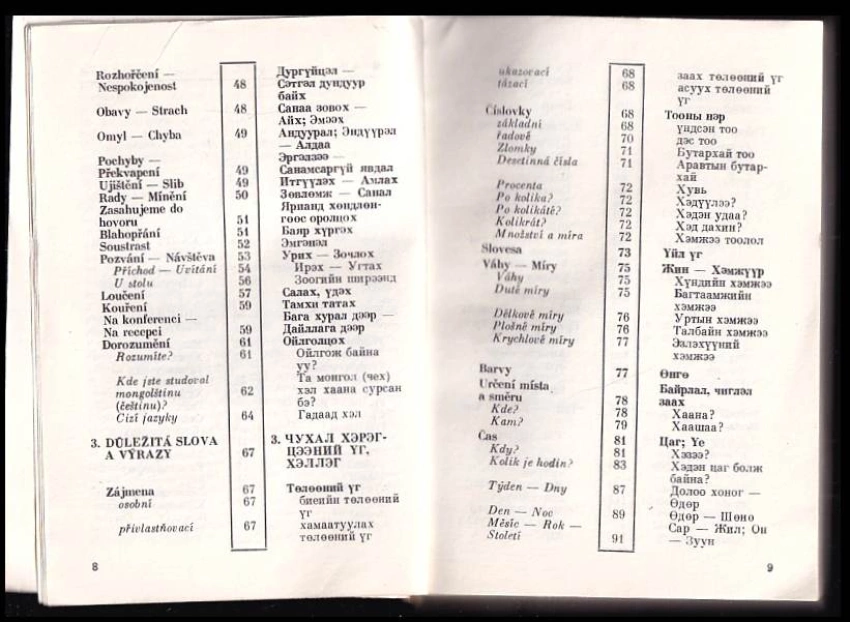 Rozhořčení — Дургүйцэл —
Nespokojenost 48 Сэтгэл дундуур
байх
Obavy — Strach 48 Санаа зовох —
Айх; Эмээх
Omyl — Chyba 49 Андуурал; Эндүүрэл
— Алдаа
Pochyby — Эргэлзээ —
Překvapení 49 Санамсаргүй явдал
Ujištění — Slib 49 Итгүүлэх — Амлах
Rady — Mínění 50 Зөвлөмж — Санал
Zasahujeme do Ярианд хөндлөн-
hovoru 51 гөөс оролцох
Blahopřání 51 Баяр хүргэх
Soustrast 52 Эмгэнэл
Pozvání — Návštěva 53 Урих — Зочлох
Příchod — Uvítání 54 Ирэх — Угтах
U stolu 56 Зоогийн ширээнд
Loučení 57 Салах, үдэх
Kouření 59 Тамхи татах
Na konferenci — Бага хурал дээр —
Na recepci 59 Дайллага дээр
Dorozumění 61 Ойлголцох
Rozumíte? 61 Ойлгож байна
уу?
Kde jste studoval Та монгол (чех)
mongolštinu 62 хэл хаана сурсан
(češtinu)? бэ?
Cizí jazyky 64 Гадаад хэл
3. DŮLEŽITÁ SLOVA 3. ЧУХАЛ ХЭРЭГ-
A VÝRAZY 67 ЦЭЭНИЙ ҮГ,
ХЭЛЛЭГ
Zájmena 67 Төлөөний үг
osobní 67 биеийн төлөөний
үг
přivlastňovací 67 хамаатуулах
төлөөний үг
8
ukazovací 68 заах төлөөний үг
tázací 68 асуух төлөөний
үг
Číslovky 68 Тооны нэр
základní 68 үндсэн тоо
řadové 70 дэс тоо
Zlomky 71 Бутархай тоо
Desetinná čísla 71 Аравтын бутар-
хай
Procenta 72 Хувь
Po kolika? 72 Хэдүүлээ?
Po kolikáté? 72 Хэдэн удаа?
Kolikrát? 72 Хэд дахин?
Množství a míra 72 Хэмжээ тоолол
Slovesa 73 Үйл үг
Váhy — Míry 75 Жин — Хэмжүүр
Váhy 75 Хүндийн хэмжээ
Duté míry 75 Багтаамжийн
хэмжээ
Délkové míry 76 Уртын хэмжээ
Plošné míry 76 Талбайн хэмжээ
Krychlové míry 77 Эзлэхүүний
хэмжээ
Barvy 77 Өнгө
Určení místa Байрлал, чиглэл
a směru 78 заах
Kde? 78 Хаана?
Kam? 79 Хаашаа?
Čas 81 Цаг; Үе
Kdy? 81 Хэзээ?
Kolik je hodin? 83 Хэдэн цаг болж
байна?
Týden — Dny 87 Долоо хоног —
Өдөр
Den — Noc 89 Өдөр — Шөнө
Měsíc — Rok — Сар — Жил; Он
Století 91 — Зуун
9